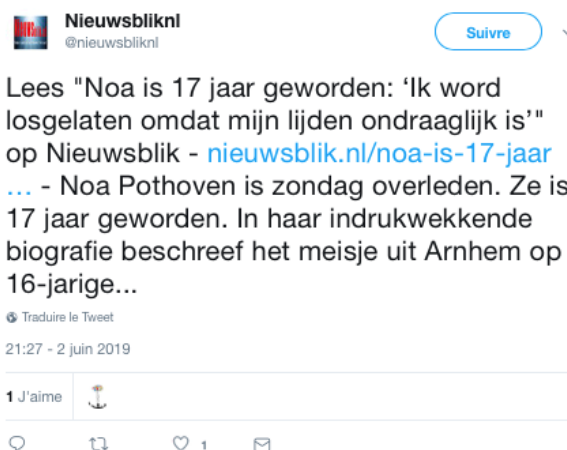 Nieuwsbliknl
@nieuwsbliknl
Suivre
Lees "Noa is 17 jaar geworden: ‘Ik word
losgelaten omdat mijn lijden ondraaglijk is’"
op Nieuwsblik - nieuwsblik.nl/noa-is-17-jaar
… - Noa Pothoven is zondag overleden. Ze is
17 jaar geworden. In haar indrukwekkende
biografie beschreef het meisje uit Arnhem op
16-jarige...
Traduire le Tweet
21:27 - 2 juin 2019
1 J'aime
1